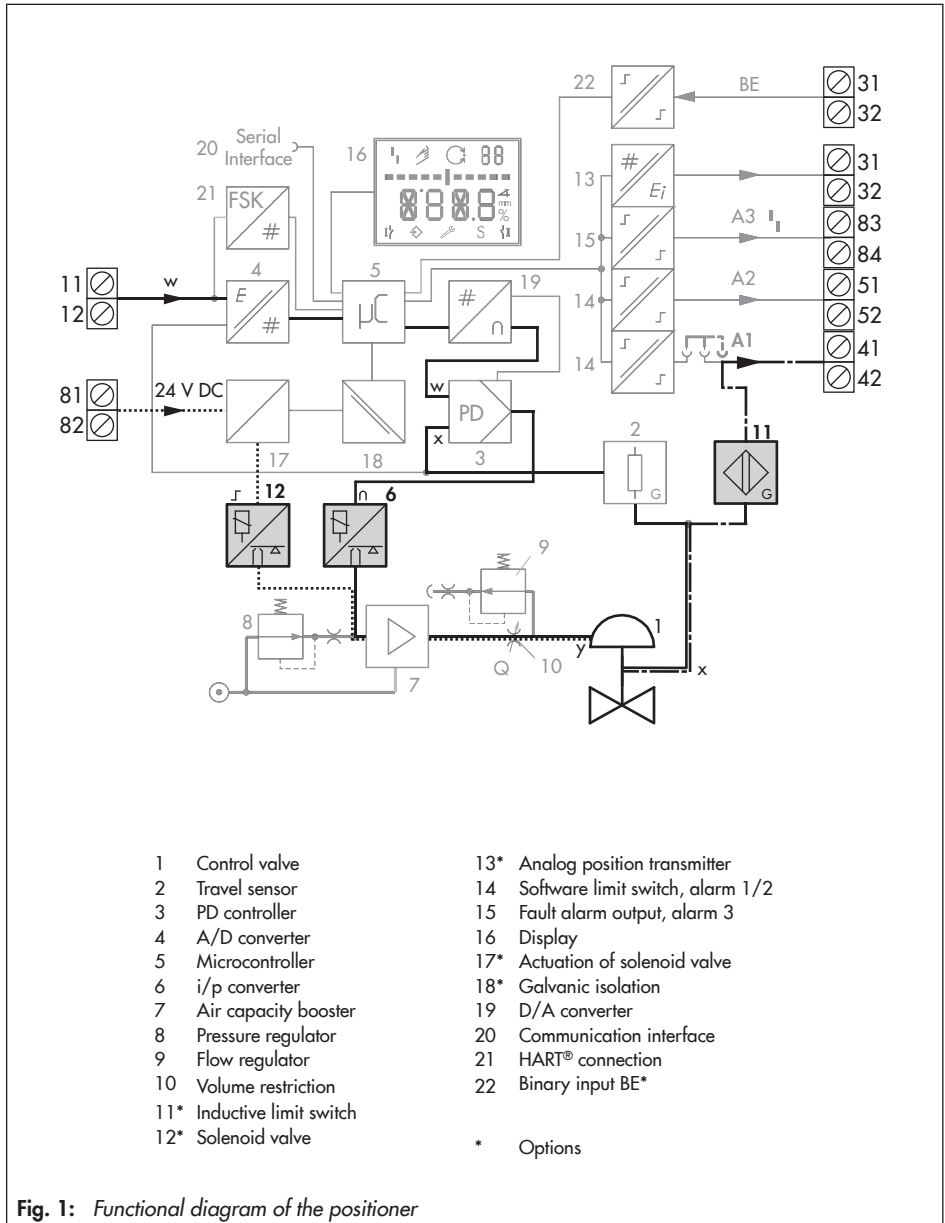 22
BE
31
32
20
Serial
Interface
16
88
mm
%
S
13
#
Ei
31
32
21
FSK
#
15
A3
83
84
11
12
w
4
E
#
5
µC
19
#
∩
14
A2
51
52
14
A1
41
42
81
82
24 V DC
w
PD
x
3
2
G
11
G
17
18
12
∩
6
9
8
7
Q
10
y
1
x
1 Control valve
2 Travel sensor
3 PD controller
4 A/D converter
5 Microcontroller
6 i/p converter
7 Air capacity booster
8 Pressure regulator
9 Flow regulator
10 Volume restriction
11* Inductive limit switch
12* Solenoid valve
13* Analog position transmitter
14 Software limit switch, alarm 1/2
15 Fault alarm output, alarm 3
16 Display
17* Actuation of solenoid valve
18* Galvanic isolation
19 D/A converter
20 Communication interface
21 HART® connection
22 Binary input BE*
* Options
Fig. 1: Functional diagram of the positioner